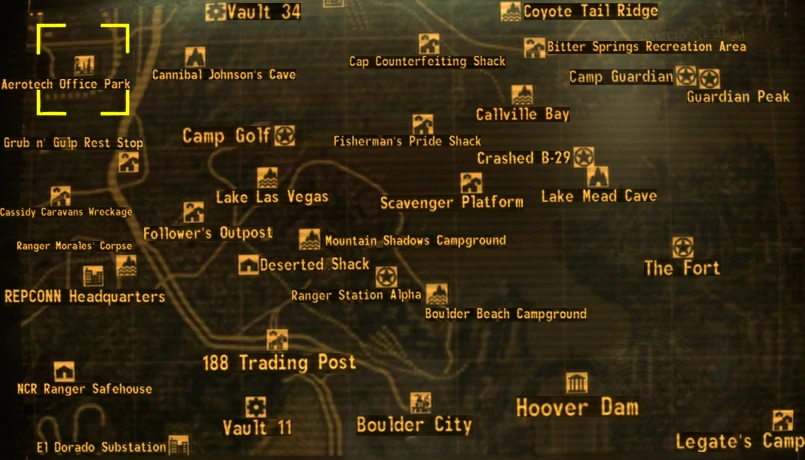 Vault 34
Coyote Tail Ridge
Bitter Springs Recreation Area
Cap Counterfeiting Shack
Cannibal Johnson's Cave
Camp Guardian
Aerotech Office Park
Guardian Peak
Callville Bay
Camp Golf
Grub n' Gulp Rest Stop
Fisherman's Pride Shack
Crashed B-29
Lake Las Vegas
Lake Mead Cave
Scavenger Platform
Cassidy Caravans Wreckage
Follower's Outpost
Mountain Shadows Campground
Ranger Morales' Corpse
Deserted Shack
The Fort
REPCONN Headquarters
Ranger Station Alpha
Boulder Beach Campground
188 Trading Post
NCR Ranger Safehouse
Hoover Dam
Vault 11
Boulder City
Legate's Camp
El Dorado Substation